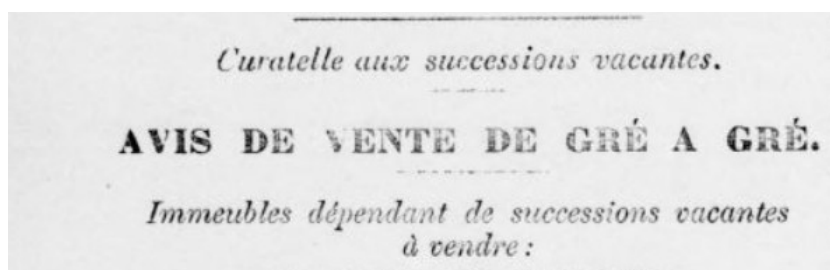 Curatelle aux successions vacantes.
AVIS DE VENTE DE GRÉ A GRÉ.
Immeubles dépendant de successions vacantes
à vendre :